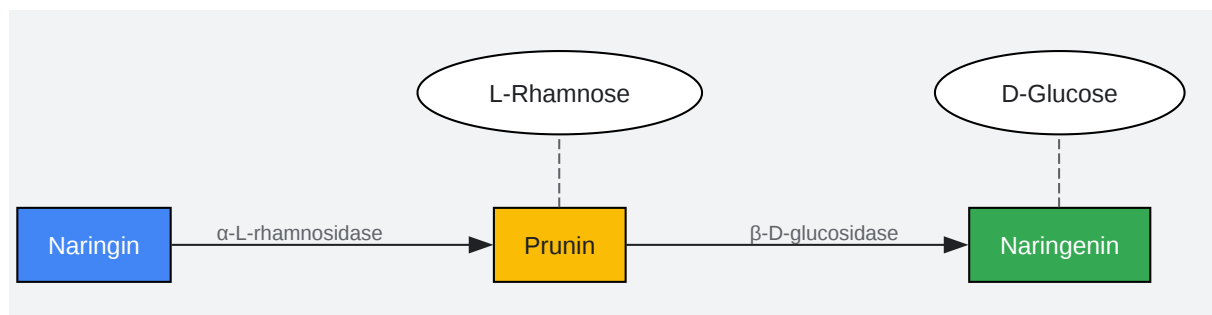 L-Rhamnose
D-Glucose
Naringin
α-L-rhamnosidase
Prunin
β-D-glucosidase
Naringenin